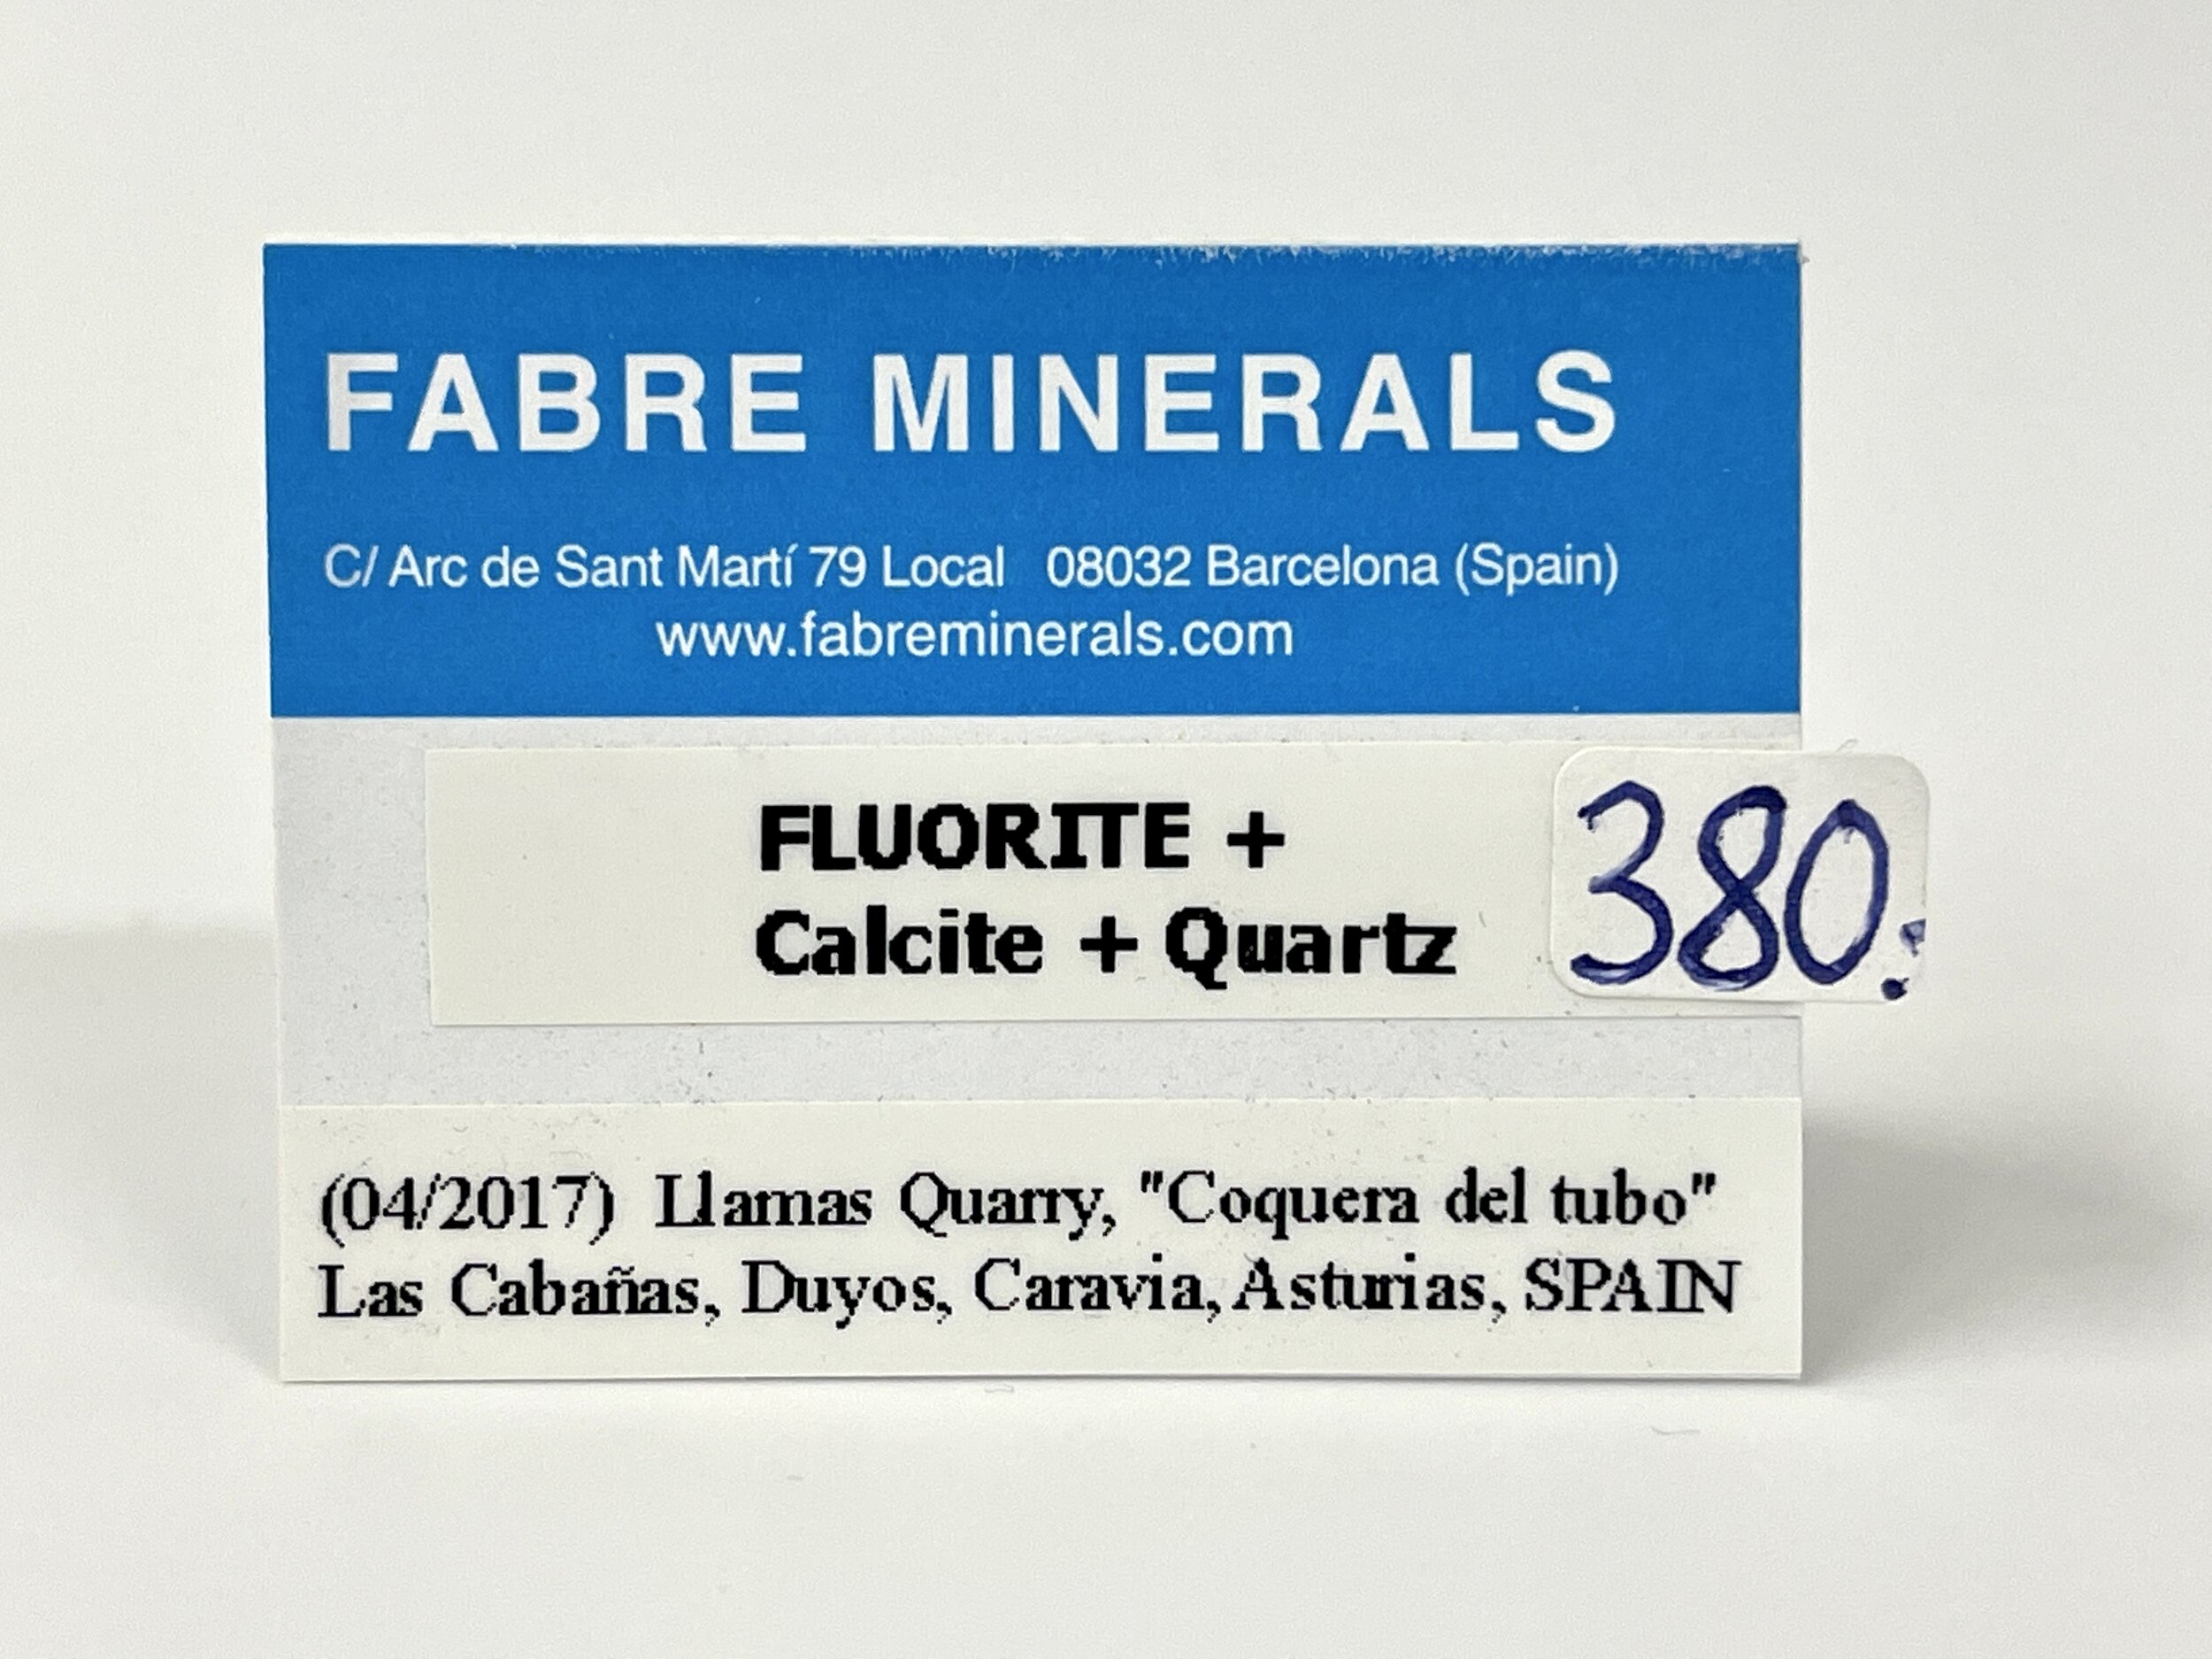 FABRE MINERALS
C/ Arc de Sant Martí 79 Local 08032 Barcelona (Spain)
www.fabreminerals.com
FLUORITE +
Calcite + Quartz
380.
(04/2017) Llamas Quarry, "Coquera del tubo"
Las Cabañas, Duyos, Caravia, Asturias, SPAIN